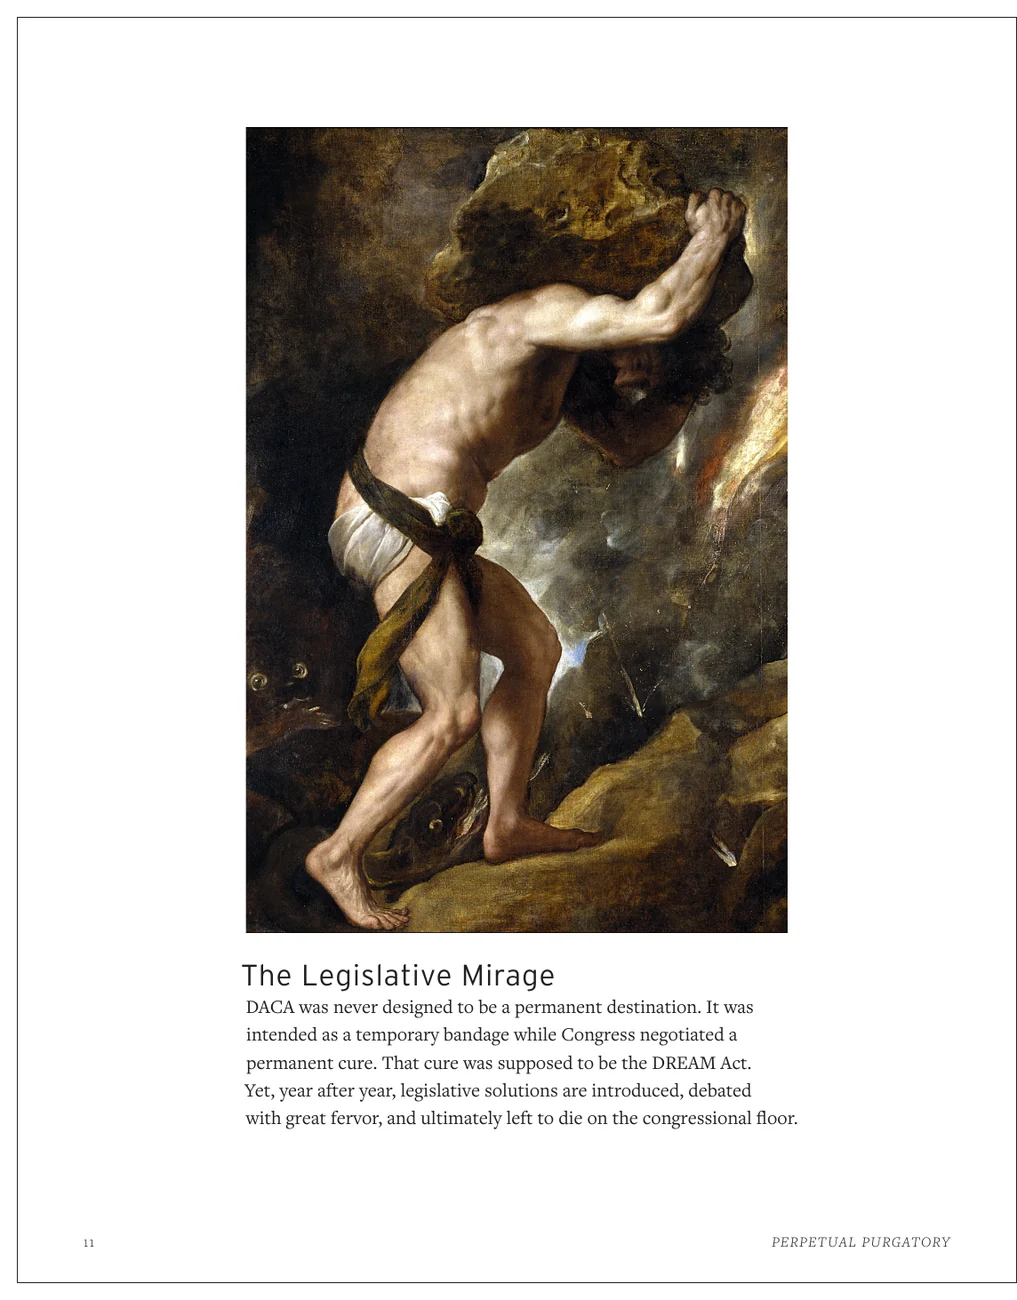 The Legislative Mirage
DACA was never designed to be a permanent destination. It was
intended as a temporary bandage while Congress negotiated a
permanent cure. That cure was supposed to be the DREAM Act.
Yet, year after year, legislative solutions are introduced, debated
with great fervor, and ultimately left to die on the congressional floor.
11
PERPETUAL PURGATORY